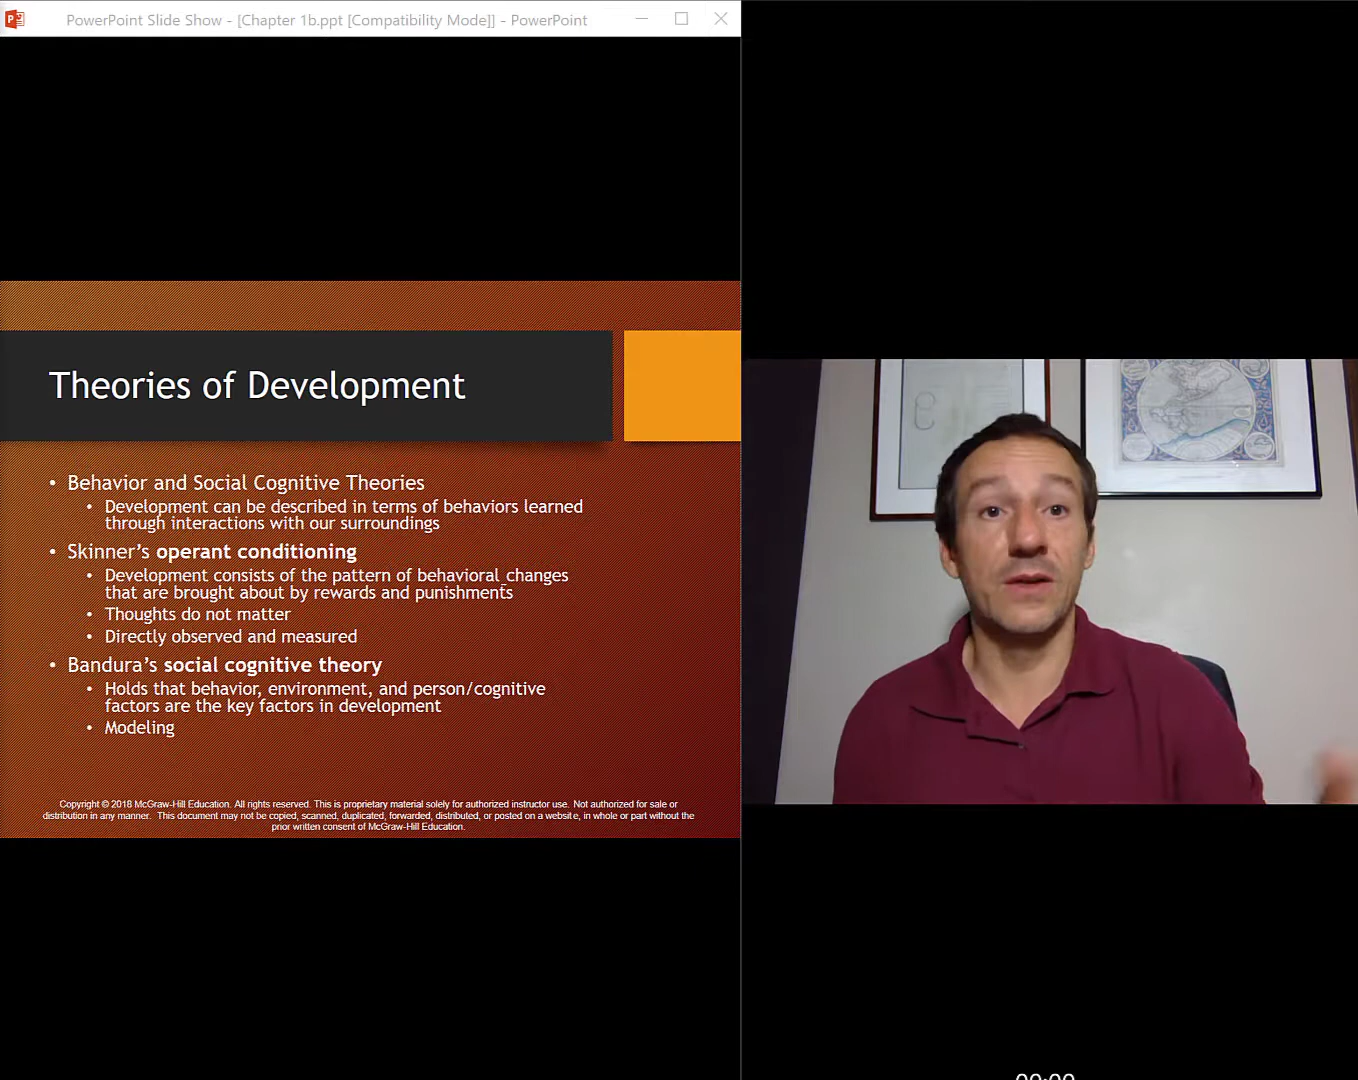 PowerPoint Slide Show - [Chapter 1b.ppt [Compatibility Mode]] - PowerPoint
Theories of Development
• Behavior and Social Cognitive Theories
• Development can be described in terms of behaviors learned
through interactions with our surroundings
• Skinner's operant conditioning
• Development consists of the pattern of behavioral changes
that are brought about by rewards and punishments
• Thoughts do not matter
• Directly observed and measured
• Bandura's social cognitive theory
• Holds that behavior, environment, and person/cognitive
factors are the key factors in development
• Modeling
Copyright © 2018 McGraw-Hill Education. All rights reserved. This is proprietary material solely for authorized instructor use. Not authorized for sale or
distribution in any manner. This document may not be copied, scanned, duplicated, forwarded, distributed, or posted on a website, in whole or part without the
prior written consent of McGraw-Hill Education.